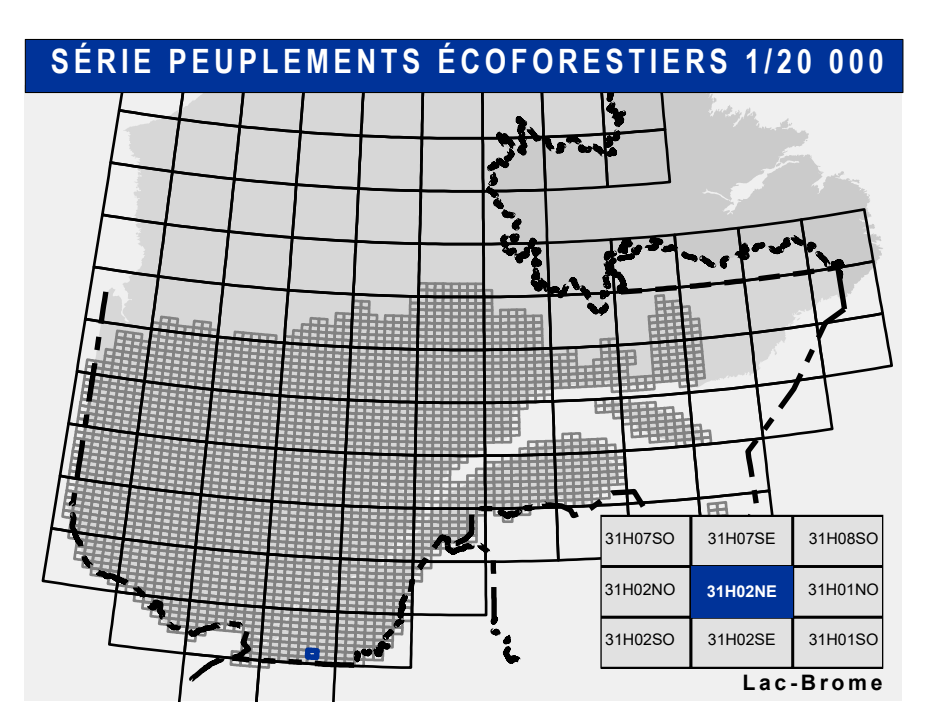 SÉRIE PEUPLEMENTS ÉCOFORESTIERS 1/20 000
31H07SO 31H07SE 31H08SO
31H02NO 31H02NE 31H01NO
31H02SO 31H02SE 31H01SO
Lac-Brome